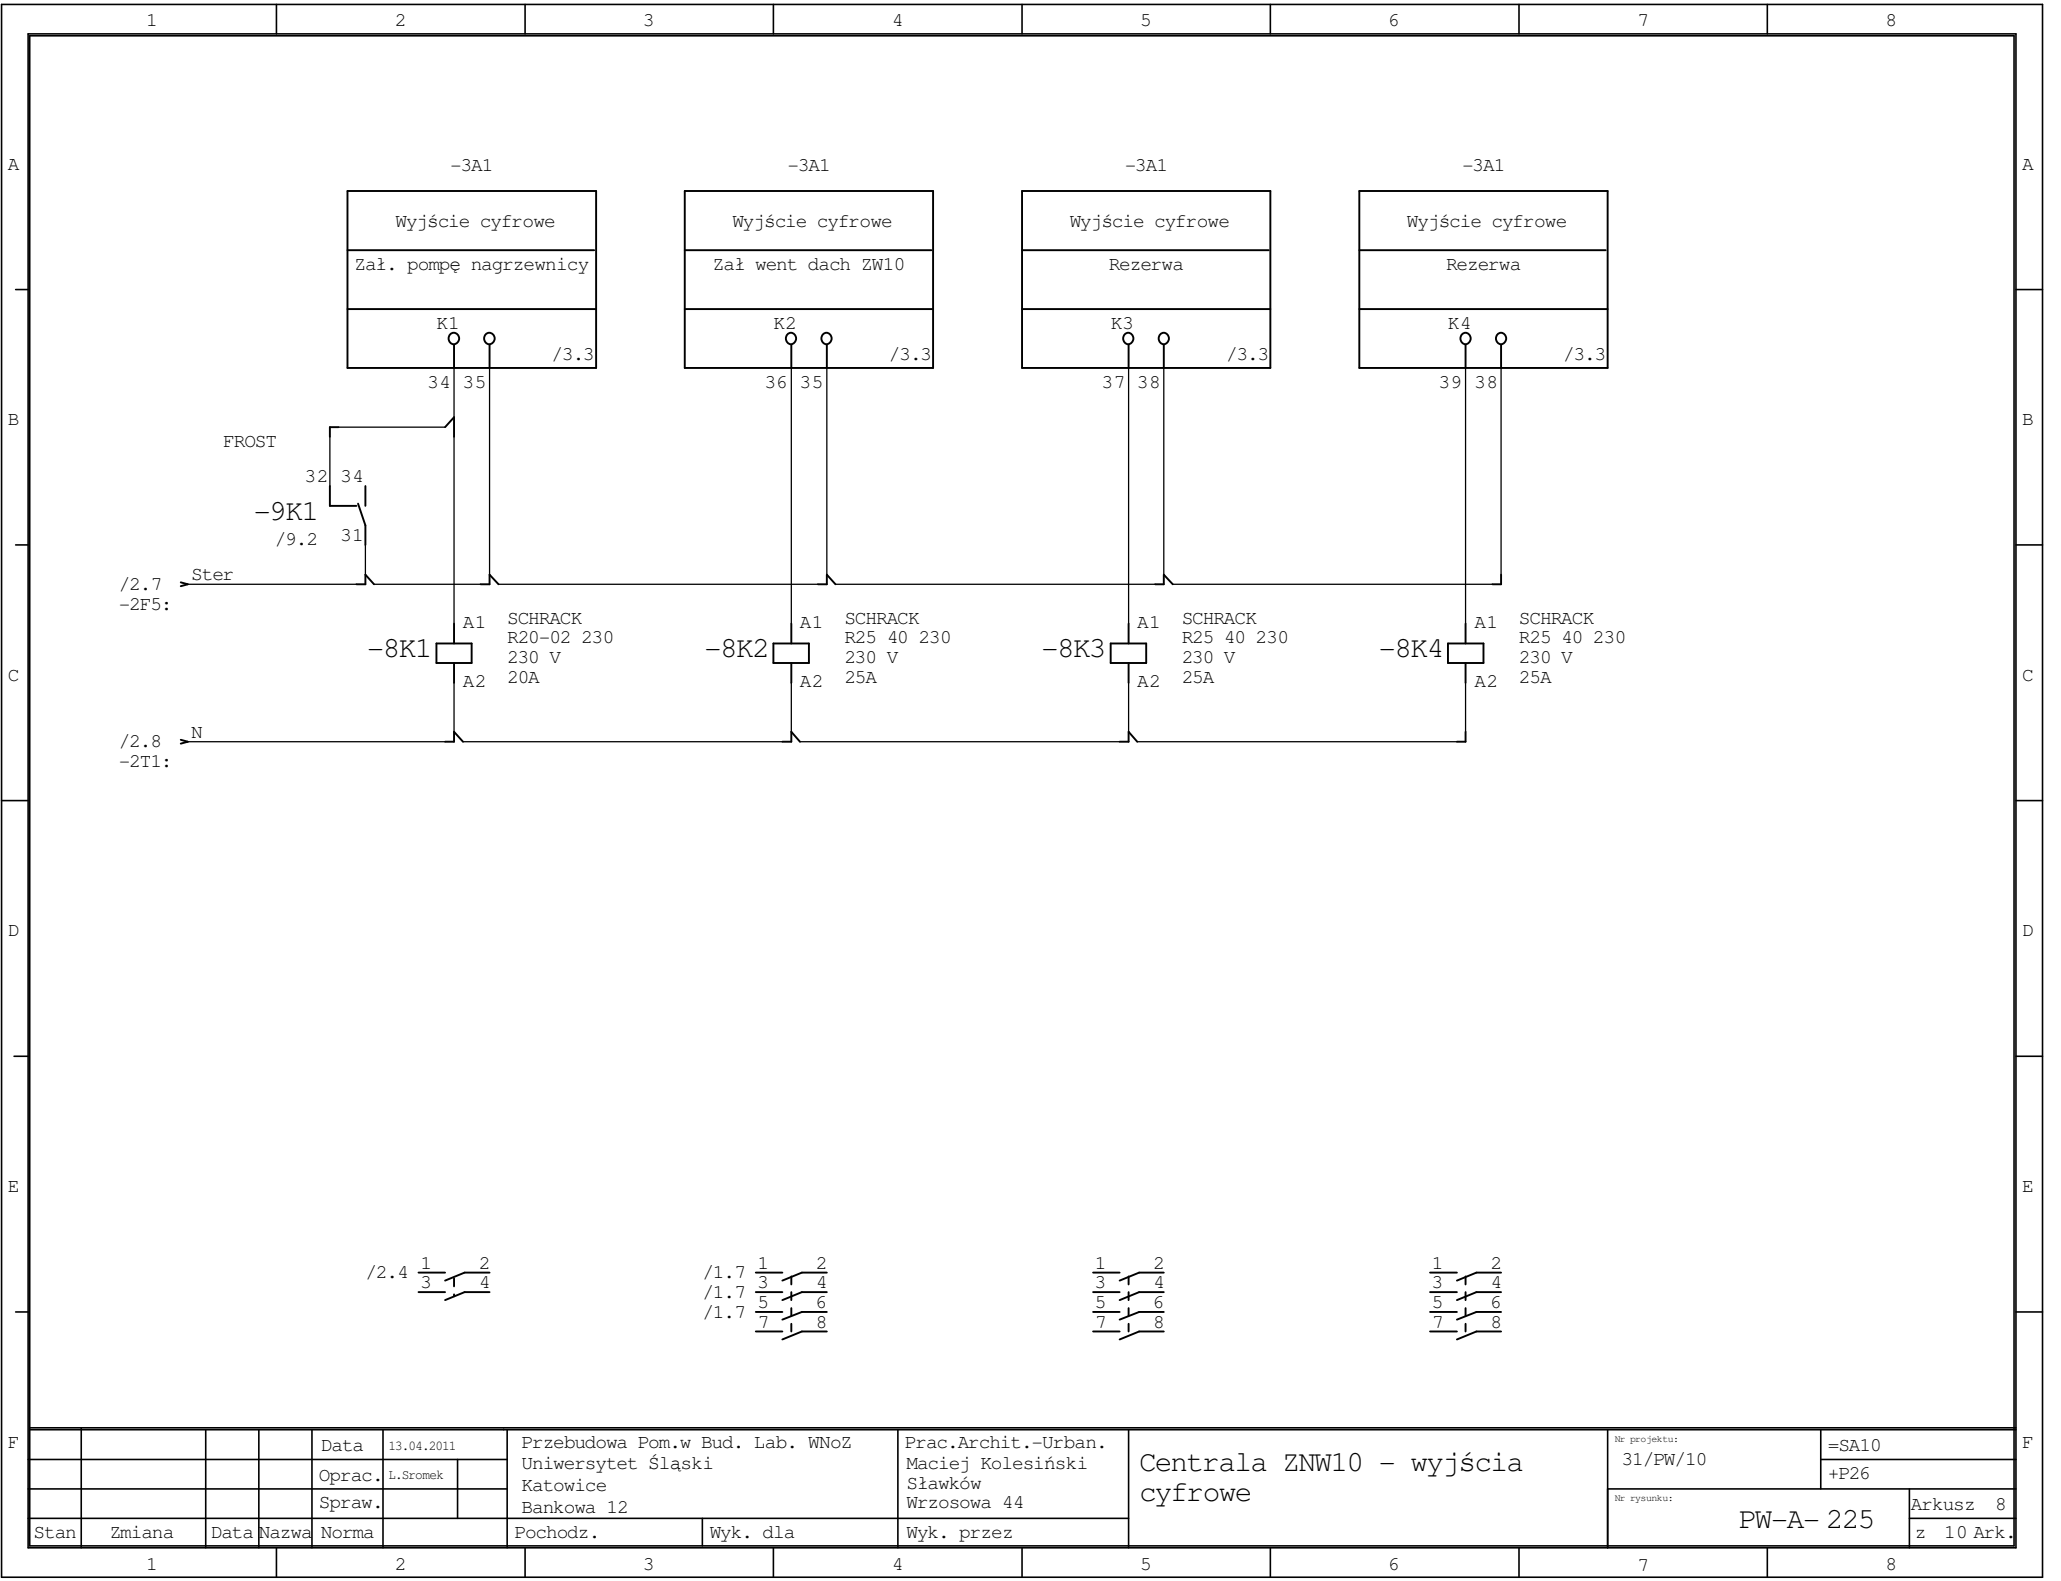 1 2 3 4 5 6 7 8
A A
-3A1 -3A1 -3A1 -3A1
Wyjście cyfrowe Wyjście cyfrowe Wyjście cyfrowe Wyjście cyfrowe
Zał. pompę nagrzewnicy Zał went dach ZW10 Rezerwa Rezerwa
K1 K2 K3 K4
/3.3 /3.3 /3.3 /3.3
34 35 36 35 37 38 39 38
B B
FROST
32 34
-9K1
/9.2 31
Ster
/2.7
-2F5:
A1 SCHRACK A1 SCHRACK A1 SCHRACK A1 SCHRACK
R20-02 230 R25 40 230 R25 40 230 R25 40 230
-8K1 -8K2 -8K3 -8K4
230 V 230 V 230 V 230 V
A2 20A A2 25A A2 25A A2 25A
C C
N
/2.8
-2T1:
D D
E E
/2.4 1 2 /1.7 1 2 1 2 1 2
3 4 /1.7 3 4 3 4 3 4
/1.7 5 6 5 6 5 6
7 8 7 8 7 8
F F
Data 13.04.2011
Oprac. L.Sromek
Spraw.
Stan Zmiana Data Nazwa Norma
Przebudowa Pom.w Bud. Lab. WNoZ
Uniwersytet Śląski
Katowice
Bankowa 12
Pochodz. Wyk. dla
Prac.Archit.-Urban.
Maciej Kolesiński
Sławków
Wrzosowa 44
Wyk. przez
Centrala ZNW10 - wyjścia
cyfrowe
Nr projektu:
31/PW/10
=SA10
+P26
Nr rysunku:
PW-A- 225
Arkusz 8
z 10 Ark.
1 2 3 4 5 6 7 8